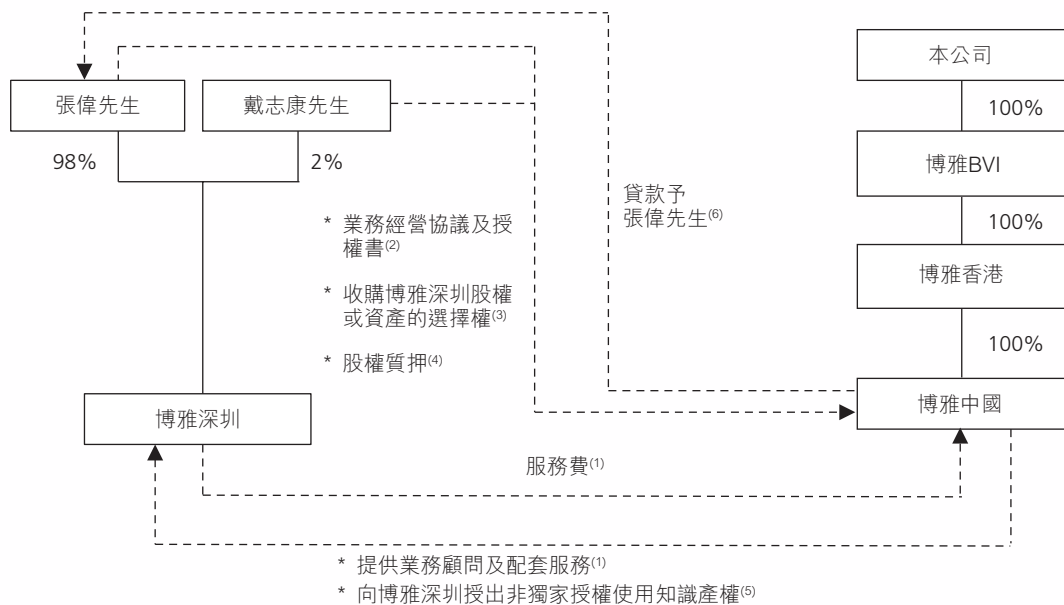 本公司
張偉先生
戴志康先生
100%
98%
2%
博雅BVI
貸款予
張偉先生(6)
* 業務經營協議及授
權書(2)
100%
博雅香港
* 收購博雅深圳股權
或資產的選擇權(3)
100%
* 股權質押(4)
博雅深圳
博雅中國
服務費(1)
* 提供業務顧問及配套服務(1)
* 向博雅深圳授出非獨家授權使用知識產權(5)